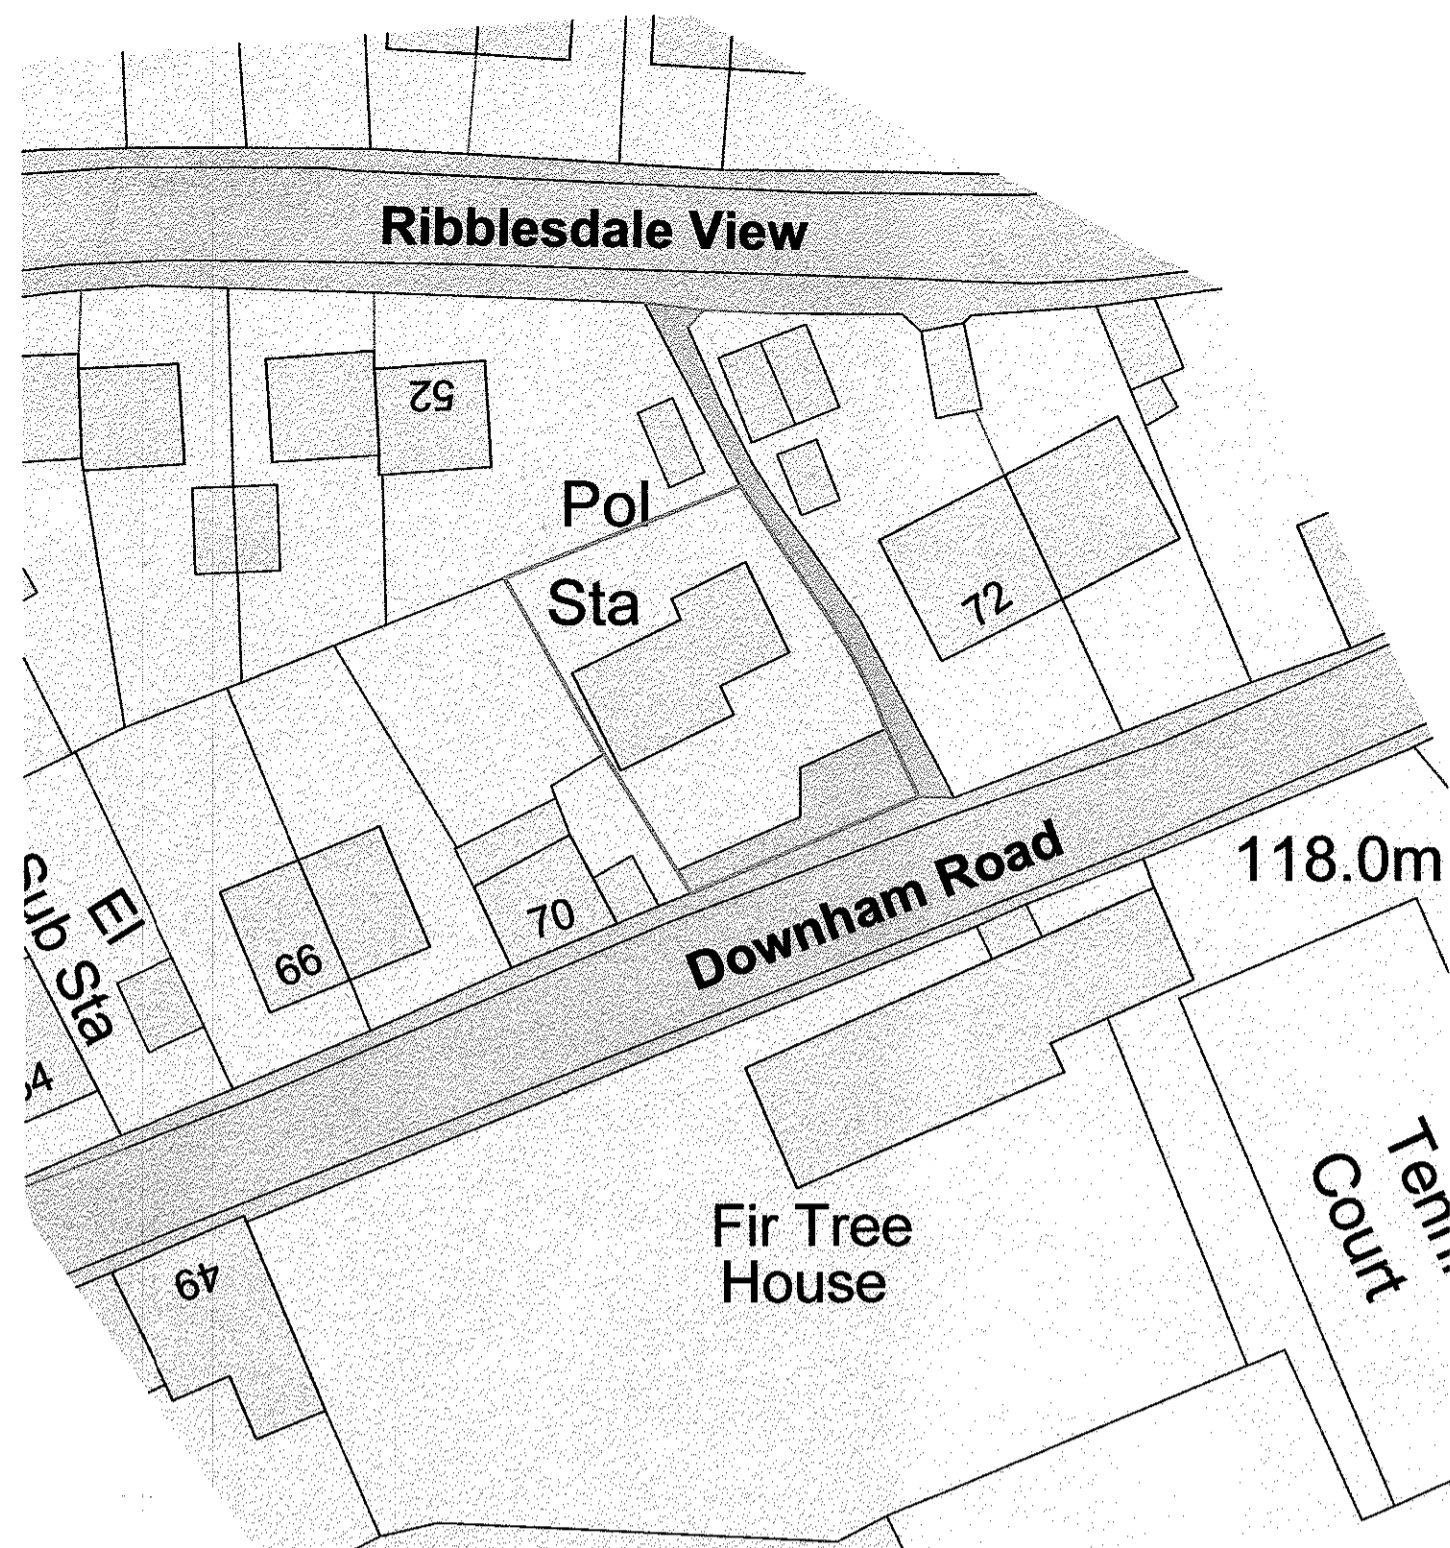 Ribblesdale View
52
Pol
Sta
72
118.0m
Downham Road
El
Sub Sta
66
70
Fir Tree
House
Court
49